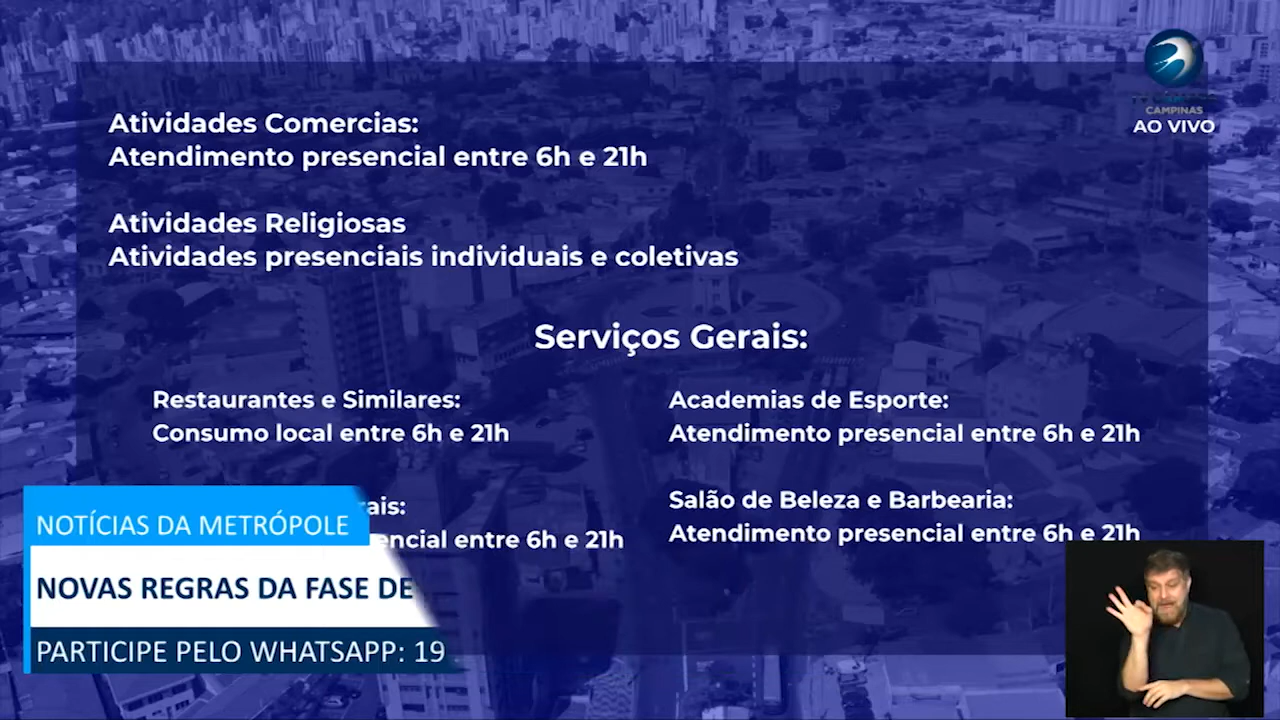 CAMPINAS
AO VIVO
Atividades Comercias:
Atendimento presencial entre 6h e 21h
Atividades Religiosas
Atividades presenciais individuais e coletivas
Serviços Gerais:
Restaurantes e Similares:
Consumo local entre 6h e 21h
Academias de Esporte:
Atendimento presencial entre 6h e 21h
rais:
encial entre 6h e 21h
Salão de Beleza e Barbearia:
Atendimento presencial entre 6h e 21h
NOTÍCIAS DA METRÓPOLE
NOVAS REGRAS DA FASE DE
PARTICIPE PELO WHATSAPP: 19